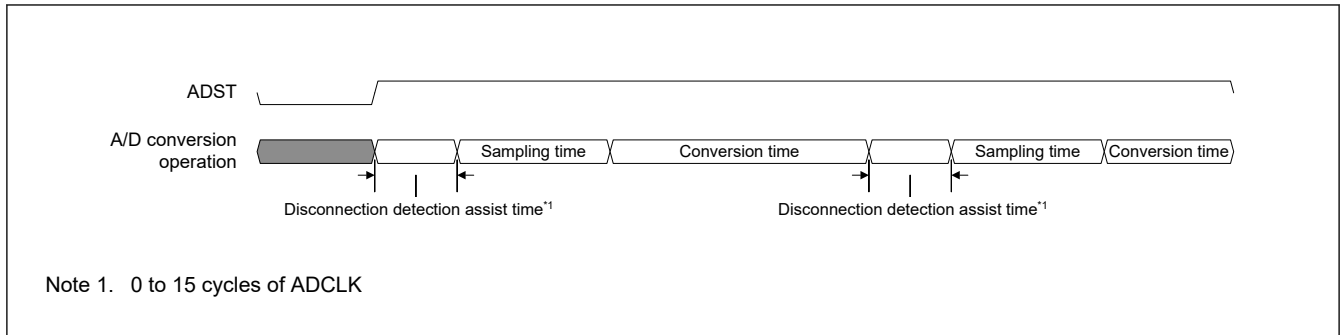 ADST
A/D conversion
operation
Sampling time
Conversion time
Sampling time
Conversion time
Disconnection detection assist time*1
Disconnection detection assist time*1
Note 1. 0 to 15 cycles of ADCLK